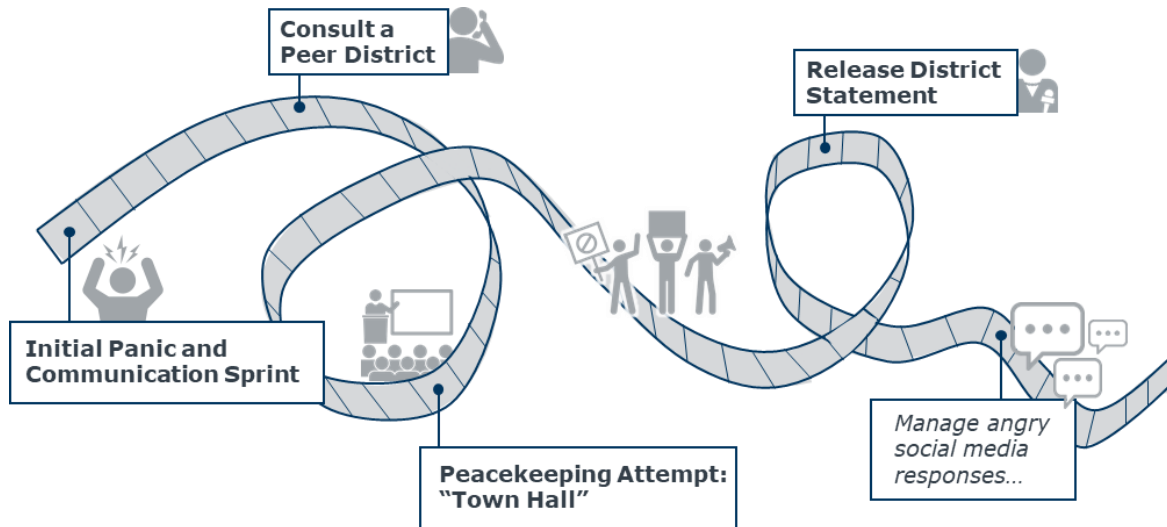 Consult a
Peer District
Release District
Statement
Initial Panic and
Communication Sprint
Peacekeeping Attempt:
“Town Hall”
Manage angry
social media
responses…